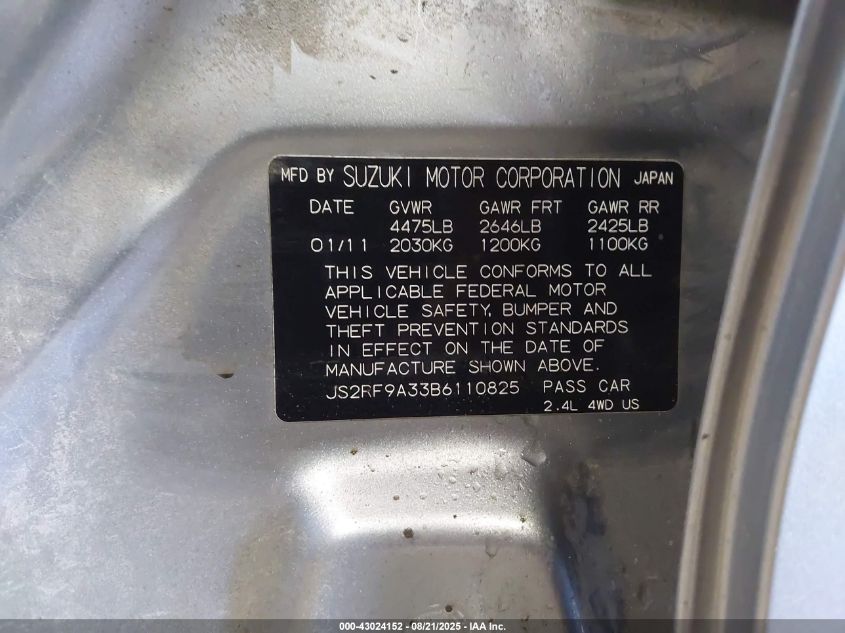 MFD BY SUZUKI MOTOR CORPORATION JAPAN
DATE GVWR GAWR FRT GAWR RR
4475LB 2646LB 2425LB
01/11 2030KG 1200KG 1100KG
THIS VEHICLE CONFORMS TO ALL
APPLICABLE FEDERAL MOTOR
VEHICLE SAFETY, BUMPER AND
THEFT PREVENTION STANDARDS
IN EFFECT ON THE DATE OF
MANUFACTURE SHOWN ABOVE.
JS2RF9A33B6110825 PASS CAR
2.4L 4WD US
000-43024152 - 08/21/2025 - IAA Inc.